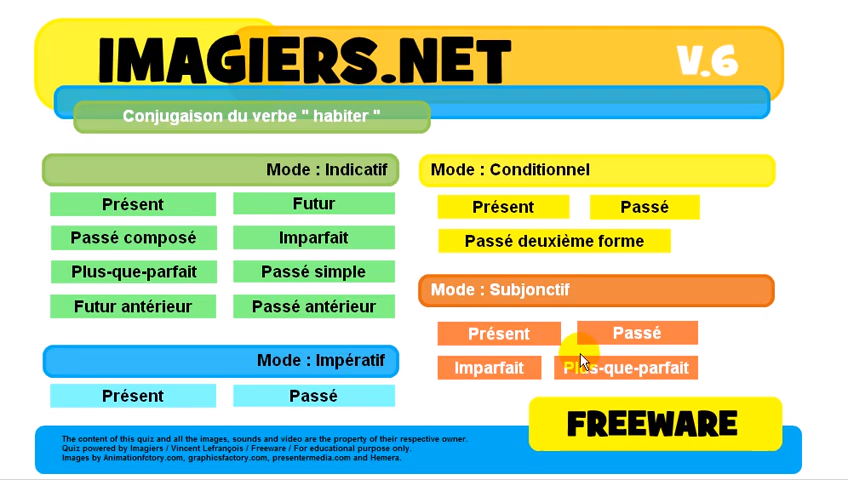 IMAGIERS.NET
V.6
Conjugaison du verbe " habiter "
Mode : Indicatif
Présent
Futur
Passé composé
Imparfait
Plus-que-parfait
Passé simple
Futur antérieur
Passé antérieur
Mode : Impératif
Présent
Passé
Mode : Conditionnel
Présent
Passé
Passé deuxième forme
Mode : Subjonctif
Présent
Passé
Imparfait
Plus-que-parfait
FREEWARE
The content of this quiz and all the images, sounds and video are the property of their respective owner.
Quiz powered by Imagiers / Vincent Lefrançois / Freeware / For educational purpose only.
Images by Animationfctory.com, graphicsfactory.com, presentermedia.com and Hemera.